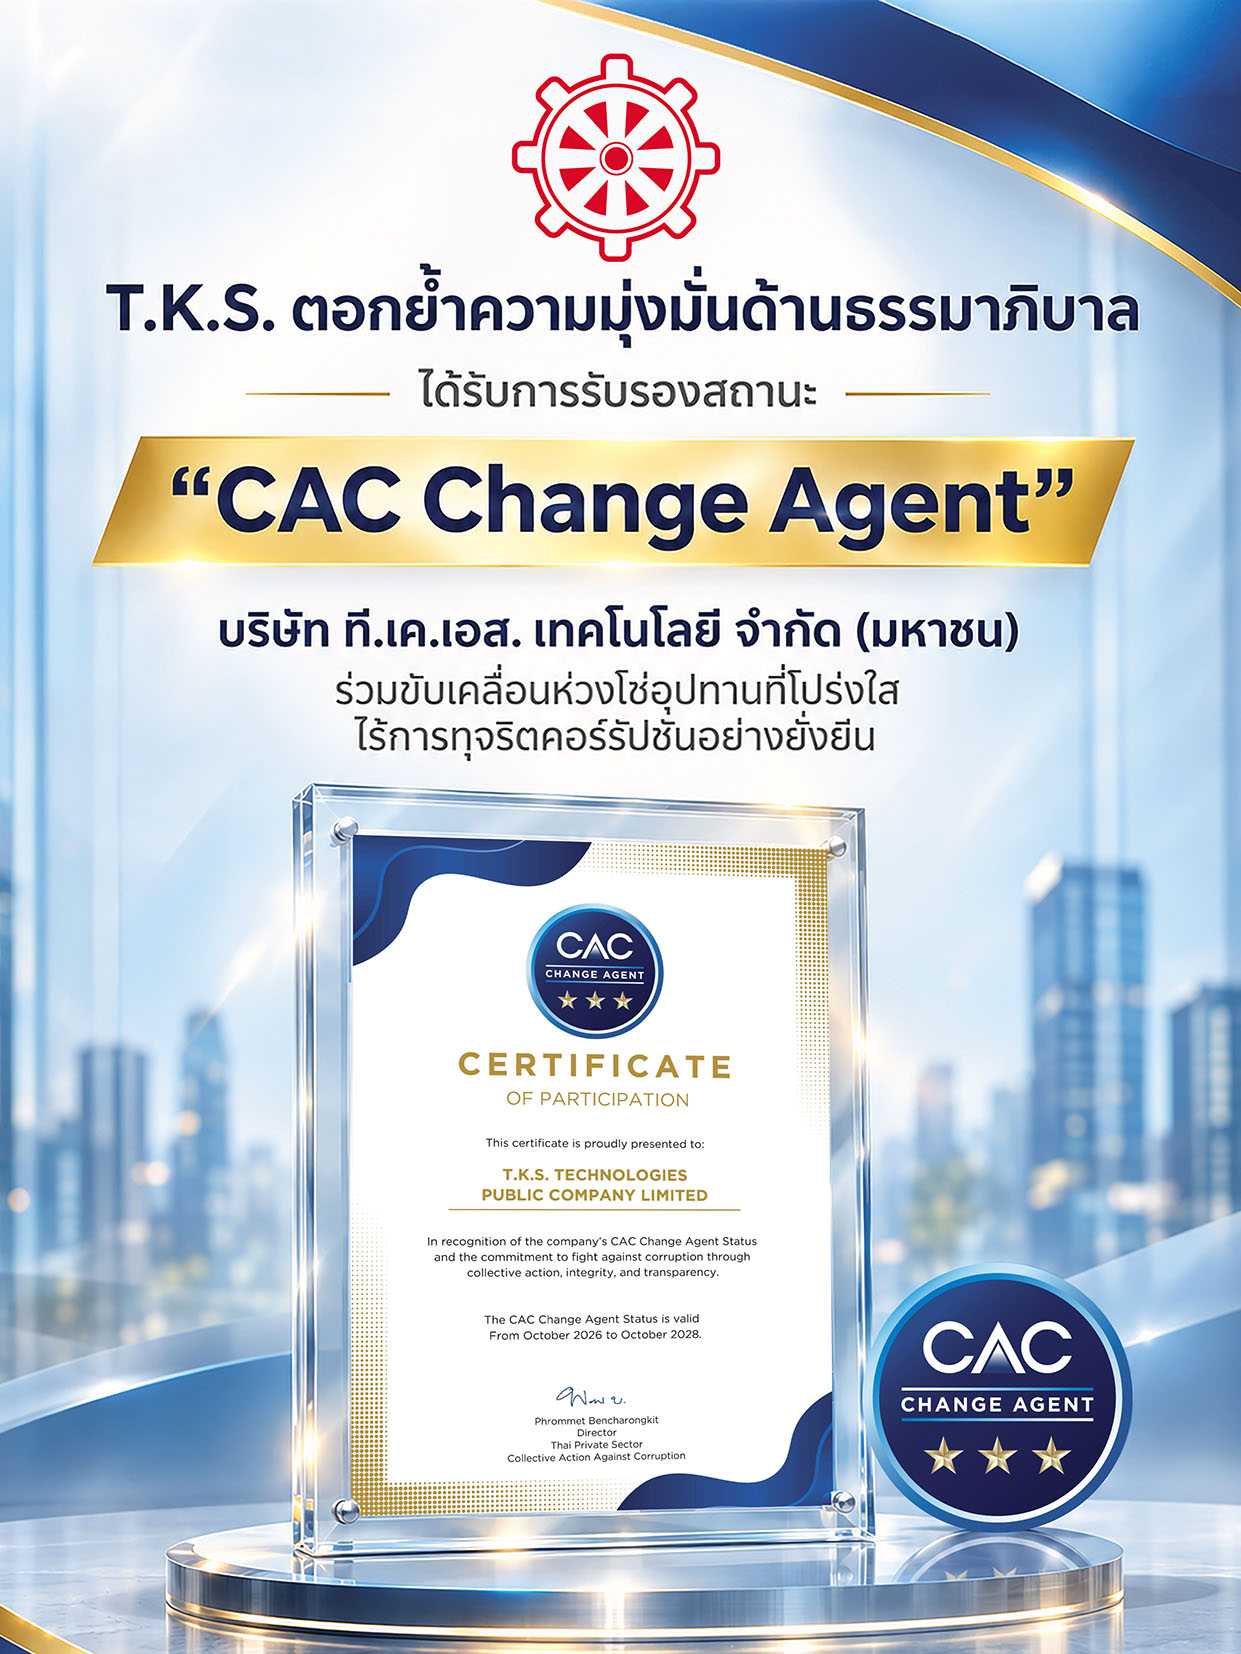 T.K.S. ตอกย้ำความมุ่งมั่นด้านธรรมาภิบาล
ได้รับการรับรองสถานะ
“CAC Change Agent”
บริษัท ที.เค.เอส. เทคโนโลยี จำกัด (มหาชน)
ร่วมขับเคลื่อนห่วงโซ่อุปทานที่โปร่งใส
ไร้การทุจริตคอร์รัปชันอย่างยั่งยืน
CAC
CHANGE AGENT
CERTIFICATE
OF PARTICIPATION
This certificate is proudly presented to:
T.K.S. TECHNOLOGIES
PUBLIC COMPANY LIMITED
In recognition of the company's CAC Change Agent Status
and the commitment to fight against corruption through
collective action, integrity, and transparency.
The CAC Change Agent Status is valid
From October 2026 to October 2028.
Phrommet Bencharongkit
Director
Thai Private Sector
Collective Action Against Corruption
CAC
CHANGE AGENT